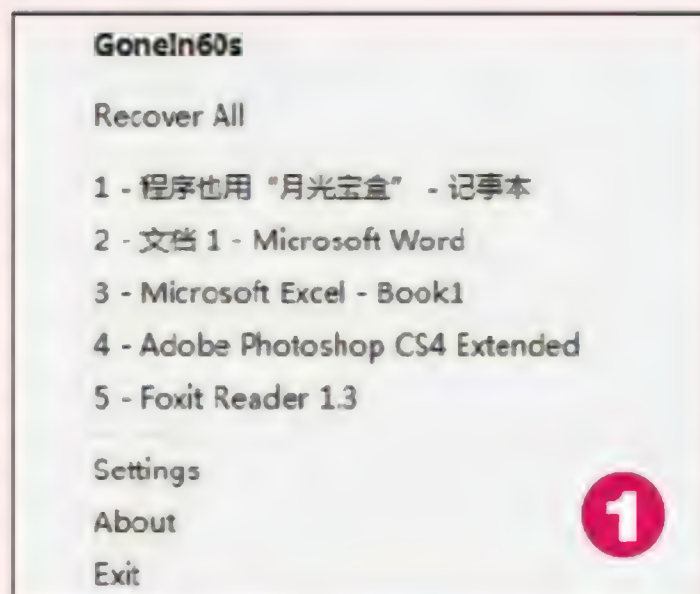 GoneIn60s
Recover All
1 - 程序也用“月光宝盒” - 记事本
2 - 文档 1 - Microsoft Word
3 - Microsoft Excel - Book1
4 - Adobe Photoshop CS4 Extended
5 - Foxit Reader 1.3
Settings
About
Exit
1